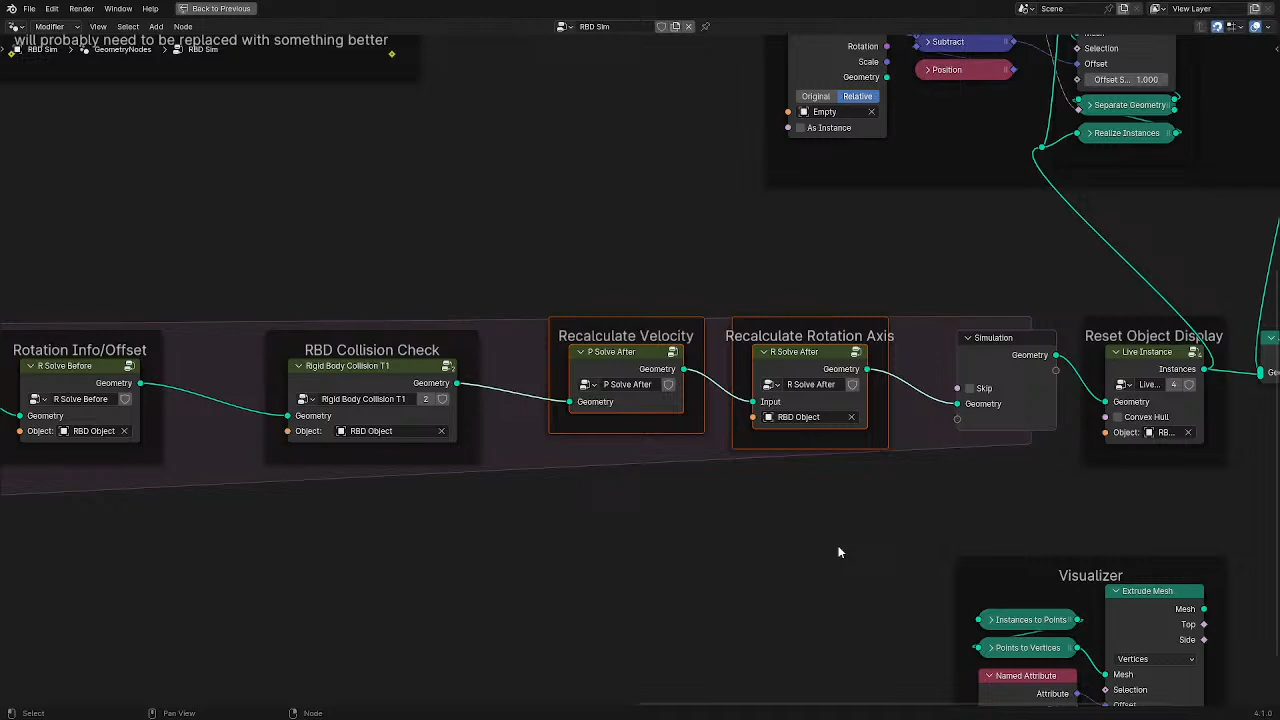 File Edit Render Window Help Back to Previous Scene View Layer
Modifier View Select Add Node RBD Sim
will probably need to be replaced with something better
RBD Sim GeometryNodes RBD Sim
Rotation
Scale
Geometry
Original Relative
Empty
As Instance
Subtract
Position
Selection
Offset
Offset S... 1.000
Separate Geometry
Realize Instances
Rotation Info/Offset
R Solve Before
Geometry
R Solve Before
Geometry
Object: RBD Object
RBD Collision Check
Rigid Body Collision T1
Geometry
Rigid Body Collision T1 2
Geometry
Object: RBD Object
Recalculate Velocity
P Solve After
Geometry
P Solve After
Geometry
Recalculate Rotation Axis
R Solve After
Geometry
R Solve After
Input
RBD Object
Simulation
Geometry
Skip
Geometry
Reset Object Display
Live Instance
Instances
Live... 4
Geometry
Convex Hull
Object: RB...
Visualizer
Instances to Points
Points to Vertices
Named Attribute
Attribute
Extrude Mesh
Mesh
Top
Side
Vertices
Mesh
Selection
Select Pan View Node 4.1.0